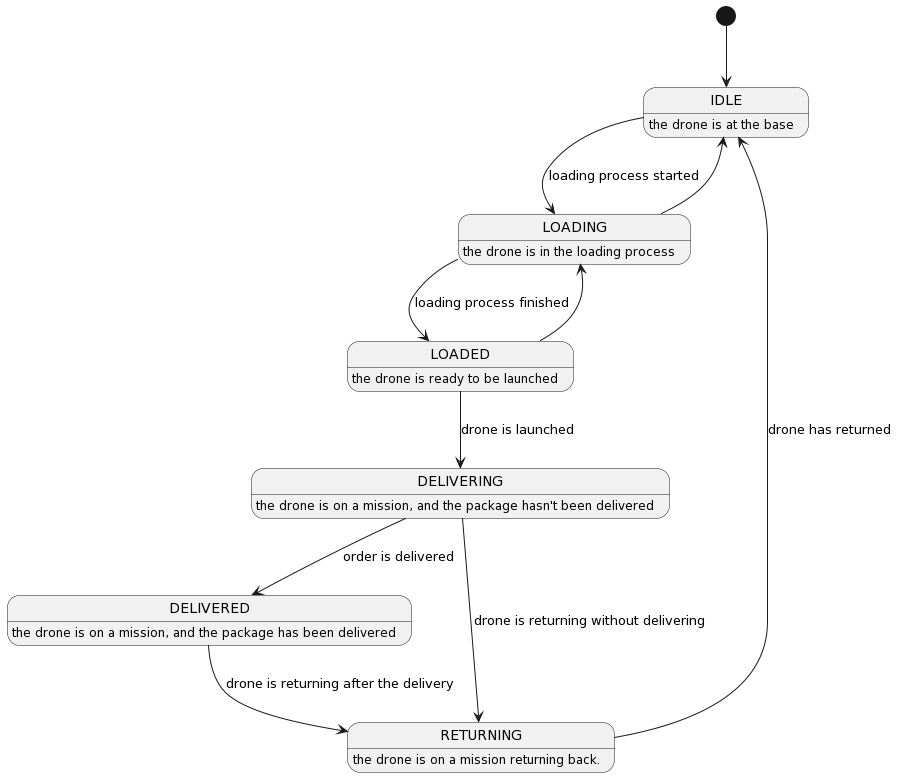 IDLE
the drone is at the base
loading process started
LOADING
the drone is in the loading process
loading process finished
LOADED
the drone is ready to be launched
drone is launched
drone has returned
DELIVERING
the drone is on a mission, and the package hasn't been delivered
order is delivered
DELIVERED
the drone is on a mission, and the package has been delivered
drone is returning without delivering
drone is returning after the delivery
RETURNING
the drone is on a mission returning back.